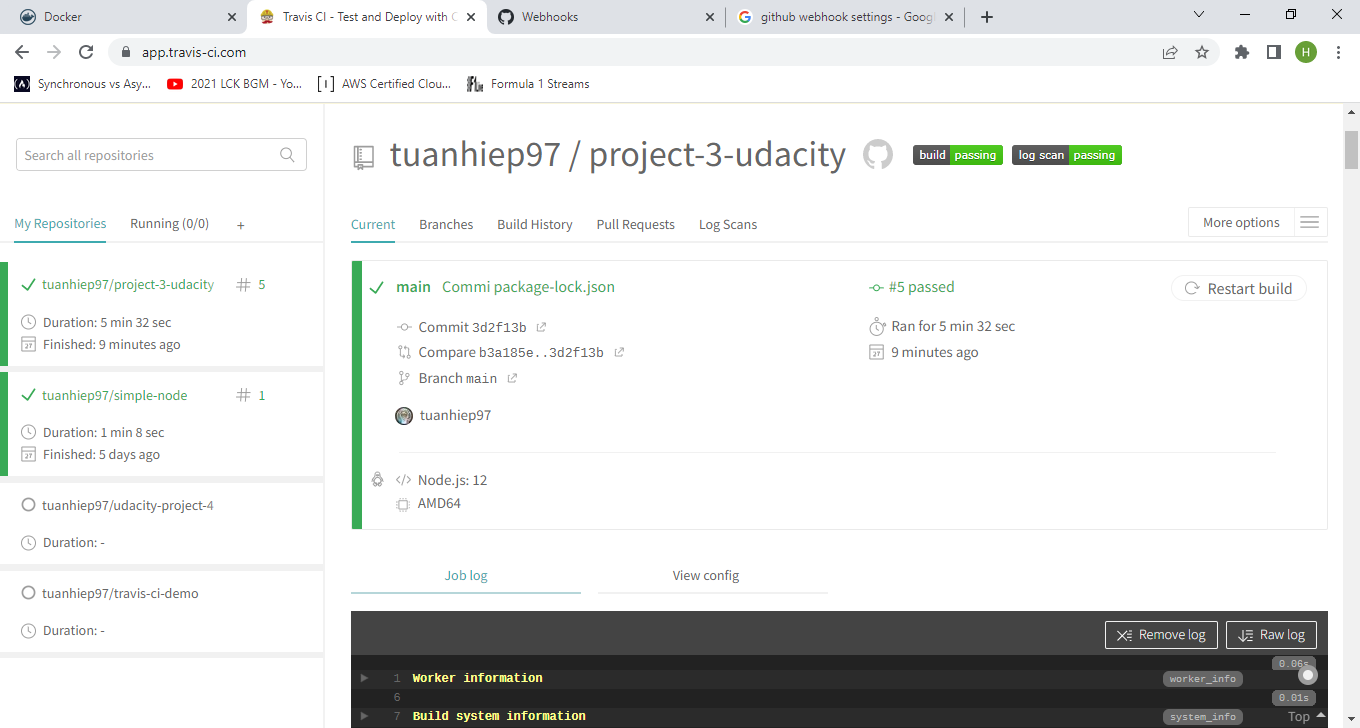 Docker
Travis CI - Test and Deploy with C
Webhooks
github webhook settings - Goog
app.travis-ci.com
H
Synchronous vs Asy...
2021 LCK BGM - Yo...
AWS Certified Clou...
Formula 1 Streams
Search all repositories
My Repositories
Running (0/0)
+
tuanhiep97/project-3-udacity # 5
Duration: 5 min 32 sec
Finished: 9 minutes ago
tuanhiep97/simple-node # 1
Duration: 1 min 8 sec
Finished: 5 days ago
tuanhiep97/udacity-project-4
Duration: -
tuanhiep97/travis-ci-demo
Duration: -
tuanhiep97 / project-3-udacity
build passing
log scan passing
Current
Branches
Build History
Pull Requests
Log Scans
More options
main Commi package-lock.json
Commit 3d2f13b
Compare b3a185e..3d2f13b
Branch main
tuanhiep97
#5 passed
Ran for 5 min 32 sec
9 minutes ago
Restart build
Node.js: 12
AMD64
Job log
View config
Remove log
Raw log
0.06s
1 Worker information worker_info
6 0.01s
7 Build system information system_info
Top